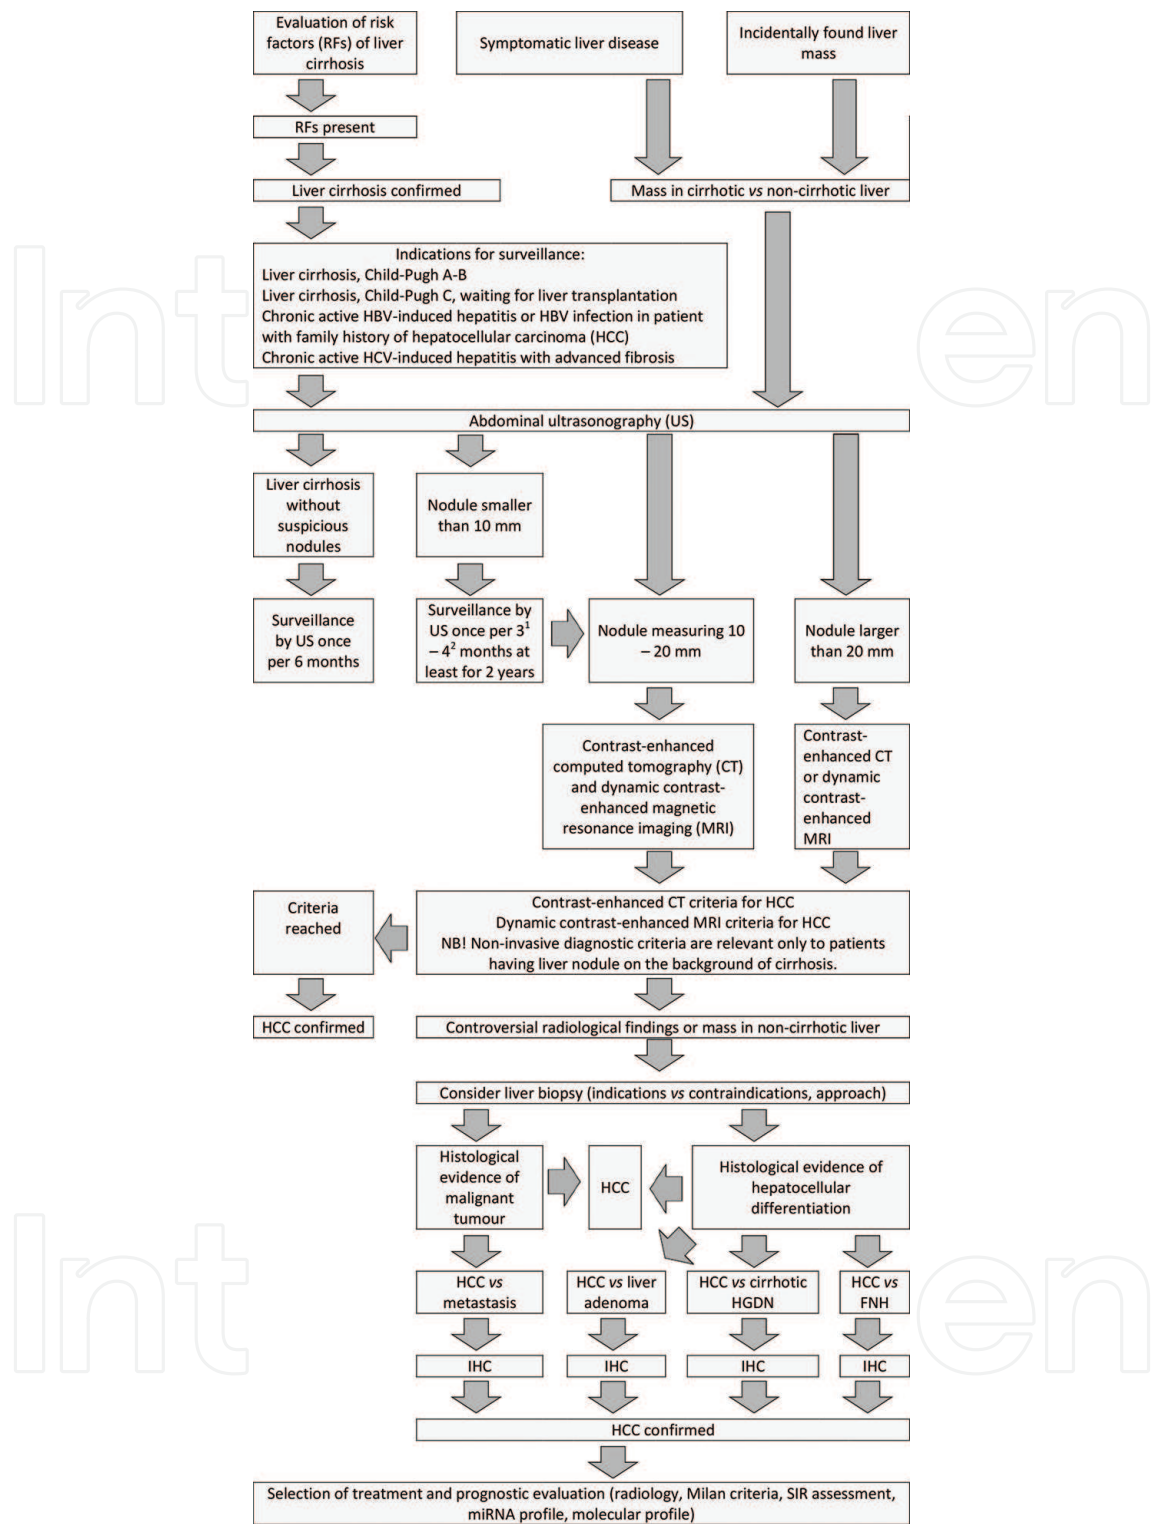 Evaluation of risk
factors (RFs) of liver
cirrhosis
Symptomatic liver disease
Incidentally found liver
mass
RFs present
Liver cirrhosis confirmed
Mass in cirrhotic vs non-cirrhotic liver
Indications for surveillance:
Liver cirrhosis, Child-Pugh A-B
Liver cirrhosis, Child-Pugh C, waiting for liver transplantation
Chronic active HBV-induced hepatitis or HBV infection in patient
with family history of hepatocellular carcinoma (HCC)
Chronic active HCV-induced hepatitis with advanced fibrosis
Int
en
Abdominal ultrasonography (US)
Liver cirrhosis
without
suspicious
nodules
Nodule smaller
than 10 mm
Surveillance
by US once
per 6 months
Surveillance by
US once per 3¹
– 4² months at
least for 2 years
Nodule measuring 10
– 20 mm
Nodule larger
than 20 mm
Contrast-enhanced
computed tomography (CT)
and dynamic contrast-
enhanced magnetic
resonance imaging (MRI)
Contrast-
enhanced CT
or dynamic
contrast-
enhanced
MRI
Criteria
reached
Contrast-enhanced CT criteria for HCC
Dynamic contrast-enhanced MRI criteria for HCC
NB! Non-invasive diagnostic criteria are relevant only to patients
having liver nodule on the background of cirrhosis.
HCC confirmed
Controversial radiological findings or mass in non-cirrhotic liver
Consider liver biopsy (indications vs contraindications, approach)
Histological
evidence of
malignant
tumour
HCC
Histological evidence of
hepatocellular
differentiation
HCC vs
metastasis
HCC vs liver
adenoma
HCC vs cirrhotic
HGDN
HCC vs
FNH
IHC
IHC
IHC
IHC
Int
en
HCC confirmed
Selection of treatment and prognostic evaluation (radiology, Milan criteria, SIR assessment,
miRNA profile, molecular profile)